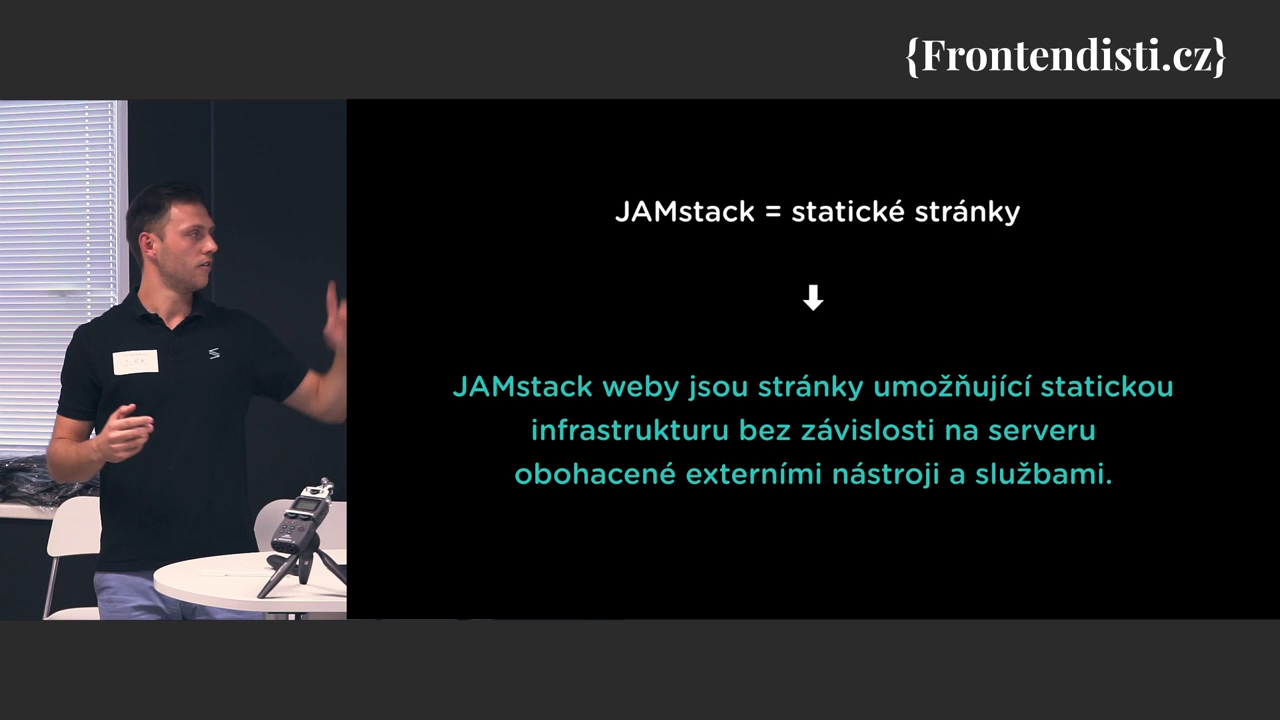 {Frontendisti.cz}
JAMstack = statické stránky
JAMstack weby jsou stránky umožňující statickou
infrastrukturu bez závislosti na serveru
obohacené externími nástroji a službami.